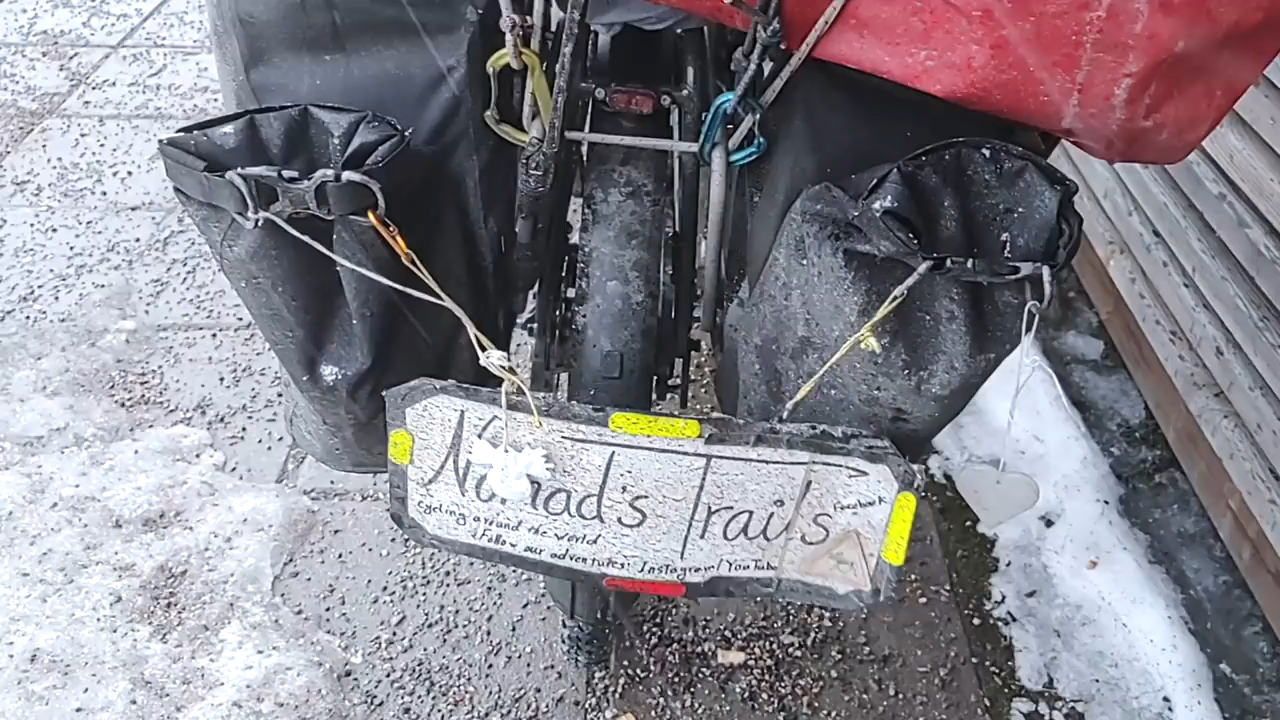 Nomad's Trails
Cycling around the world
Follow our adventures: Instagram/YouTube
Facebook